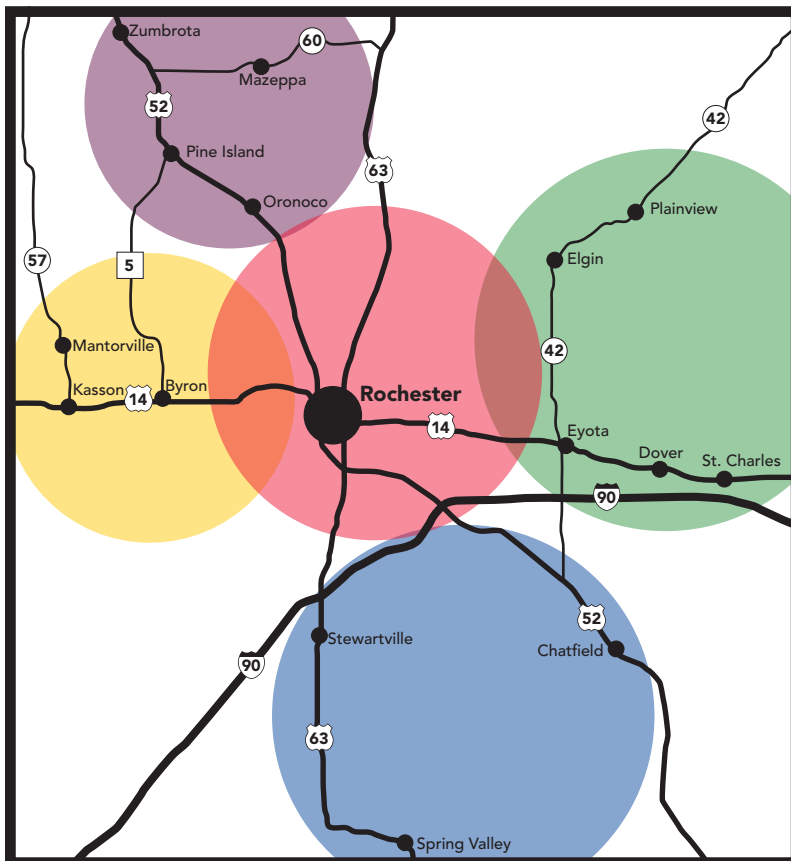 Zumbrota
60
Mazeppa
52
42
Pine Island
63
Oronoco
Plainview
57
5
Elgin
Mantorville
42
Kasson
14
Byron
Rochester
14
Eyota
Dover
St. Charles
90
52
Stewartville
Chatfield
90
63
Spring Valley